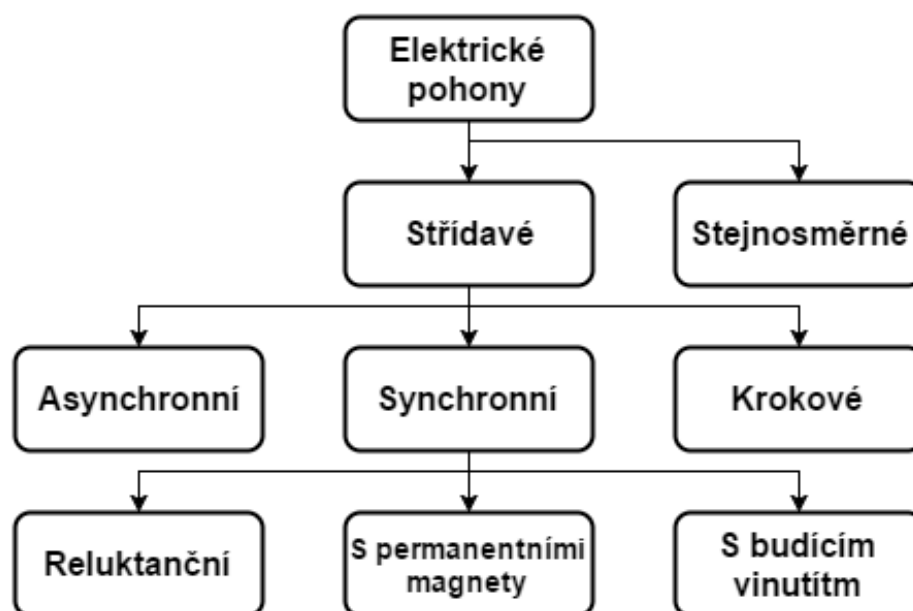 Elektrické
pohony
Střídavé
Stejnosměrné
Asynchronní
Synchronní
Krokové
Reluktanční
S permanentními
magnety
S budícím
vinutítm